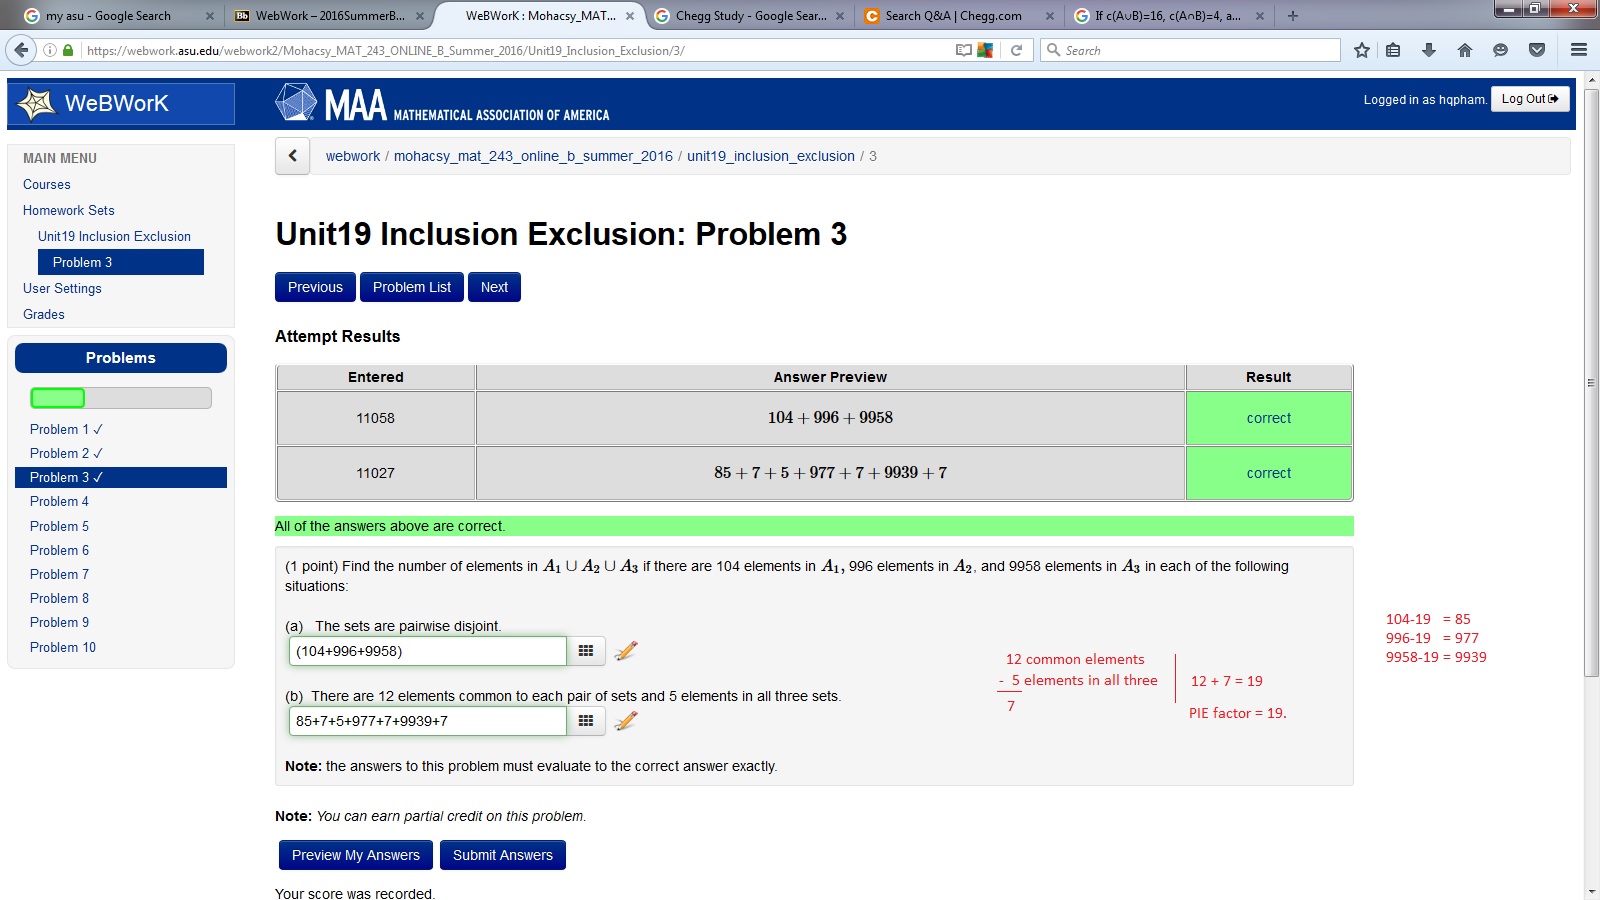 my asu - Google Search
WebWork – 2016SummerB...
WeBWorK : Mohacsy_MAT...
Chegg Study - Google Sear...
Search Q&A | Chegg.com
If c(A∪B)=16, c(A∩B)=4, a...
https://webwork.asu.edu/webwork2/Mohacsy_MAT_243_ONLINE_B_Summer_2016/Unit19_Inclusion_Exclusion/3/
Search
WeBWorK
MAA MATHEMATICAL ASSOCIATION OF AMERICA
Logged in as hqpham.
Log Out
MAIN MENU
Courses
Homework Sets
Unit19 Inclusion Exclusion
Problem 3
User Settings
Grades
Problems
Problem 1 ✓
Problem 2 ✓
Problem 3 ✓
Problem 4
Problem 5
Problem 6
Problem 7
Problem 8
Problem 9
Problem 10
webwork / mohacsy_mat_243_online_b_summer_2016 / unit19_inclusion_exclusion / 3
Unit19 Inclusion Exclusion: Problem 3
Previous
Problem List
Next
Attempt Results
Entered Answer Preview Result
11058 104 + 996 + 9958 correct
11027 85 + 7 + 5 + 977 + 7 + 9939 + 7 correct
All of the answers above are correct.
(1 point) Find the number of elements in A₁ ∪ A₂ ∪ A₃ if there are 104 elements in A₁, 996 elements in A₂, and 9958 elements in A₃ in each of the following
situations:
(a) The sets are pairwise disjoint.
(104+996+9958)
(b) There are 12 elements common to each pair of sets and 5 elements in all three sets.
85+7+5+977+7+9939+7
Note: the answers to this problem must evaluate to the correct answer exactly.
12 common elements
- 5 elements in all three
7
12 + 7 = 19
PIE factor = 19.
104-19 = 85
996-19 = 977
9958-19 = 9939
Note: You can earn partial credit on this problem.
Preview My Answers
Submit Answers
Your score was recorded.